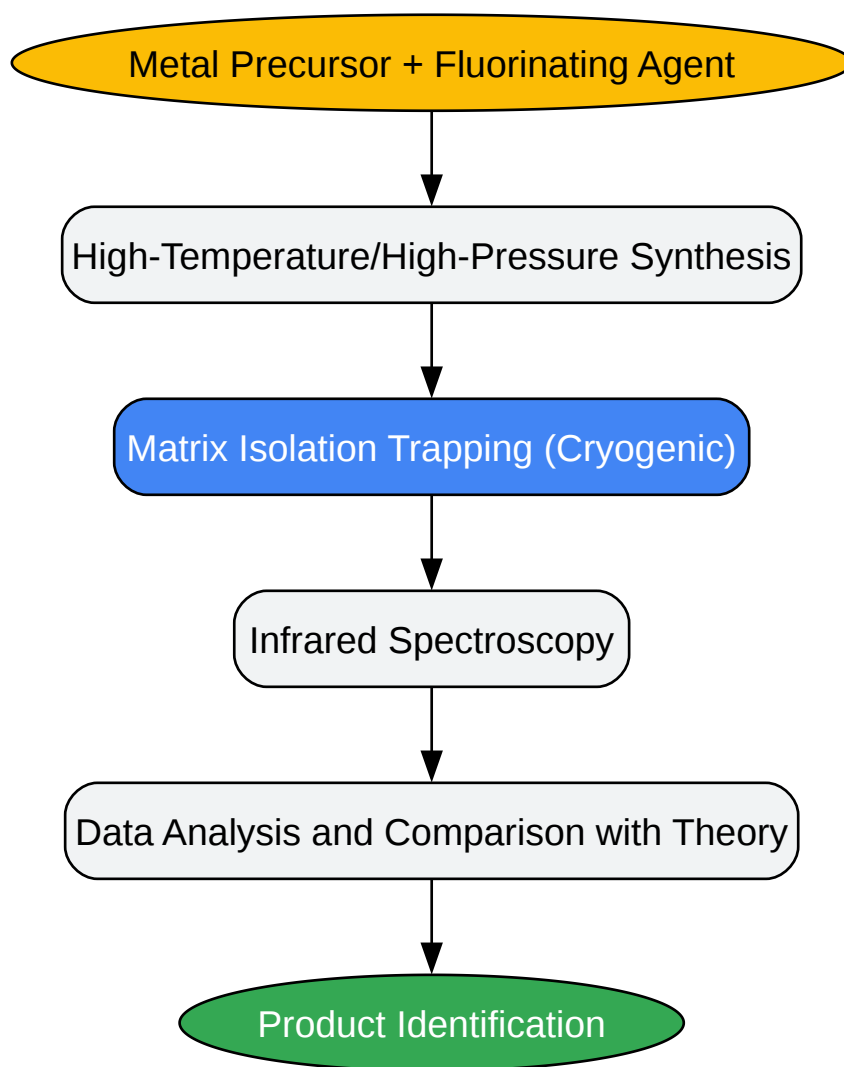 Metal Precursor + Fluorinating Agent
High-Temperature/High-Pressure Synthesis
Matrix Isolation Trapping (Cryogenic)
Infrared Spectroscopy
Data Analysis and Comparison with Theory
Product Identification